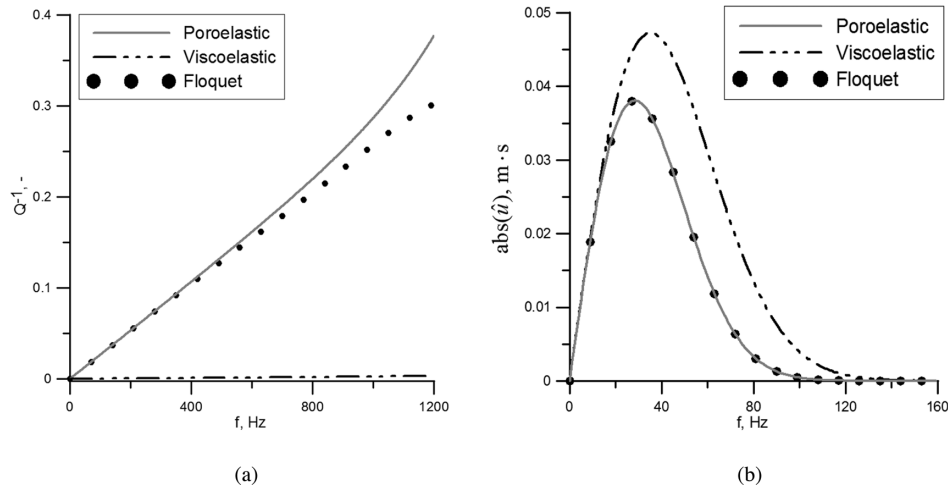 Poroelastic
Viscoelastic
Floquet
0.4
0.3
0.2
0.1
0
Q⁻¹, -
0 400 800 1200
f, Hz
(a)
Poroelastic
Viscoelastic
Floquet
0.05
0.04
0.03
0.02
0.01
0
abs(û), m · s
0 40 80 120 160
f, Hz
(b)